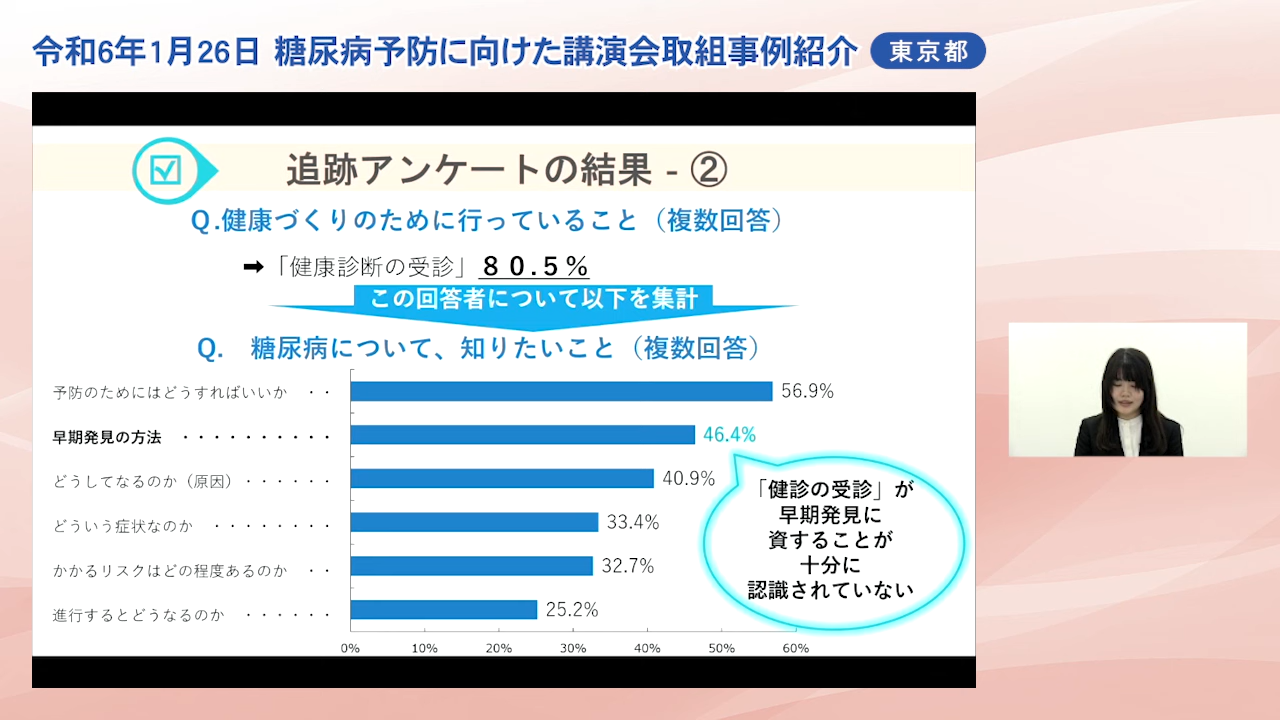 令和6年1月26日 糖尿病予防に向けた講演会取組事例紹介 東京都
追跡アンケートの結果 - ②
Q.健康づくりのために行っていること（複数回答）
➡「健康診断の受診」８０.５％
この回答者について以下を集計
Q. 糖尿病について、知りたいこと（複数回答）
予防のためにはどうすればいいか ・・ 56.9%
早期発見の方法 ・・・・・・・・・・ 46.4%
どうしてなるのか（原因）・・・・・・ 40.9%
どういう症状なのか ・・・・・・・・ 33.4%
かかるリスクはどの程度あるのか ・・ 32.7%
進行するとどうなるのか ・・・・・・ 25.2%
0% 10% 20% 30% 40% 50% 60%
「健診の受診」が
早期発見に
資することが
十分に
認識されていない